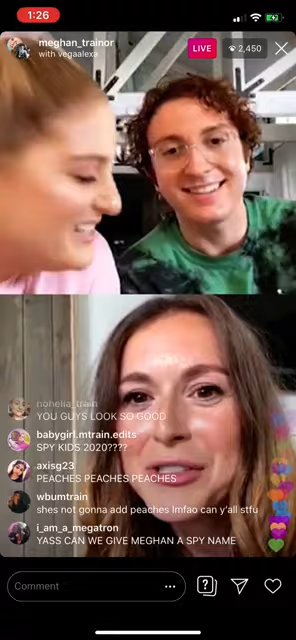 1:26
meghan_trainor
with vegaalexa
LIVE
2,450
nohelia_train
YOU GUYS LOOK SO GOOD
babygirl.mtrain.edits
SPY KIDS 2020????
axisg23
PEACHES PEACHES PEACHES
wbumtrain
shes not gonna add peaches lmfao can y'all stfu
i_am_a_megatron
YASS CAN WE GIVE MEGHAN A SPY NAME
Comment